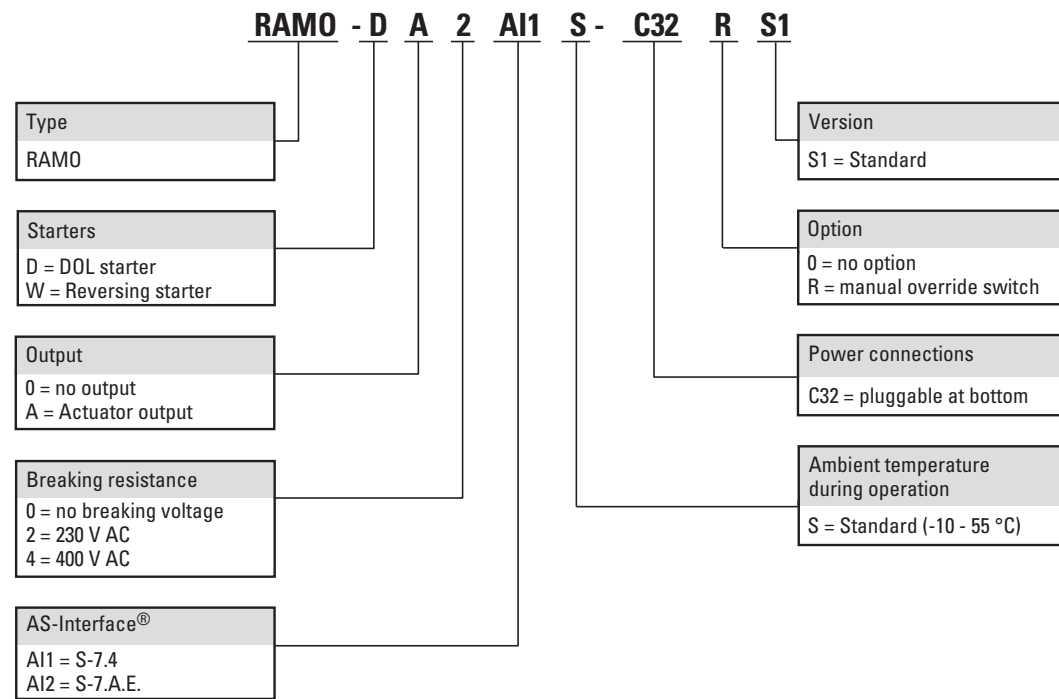 RAMO - D A 2 AI1 S - C32 R S1
Type
RAMO
Starters
D = DOL starter
W = Reversing starter
Output
0 = no output
A = Actuator output
Breaking resistance
0 = no breaking voltage
2 = 230 V AC
4 = 400 V AC
AS-Interface®
AI1 = S-7.4
AI2 = S-7.A.E.
Version
S1 = Standard
Option
0 = no option
R = manual override switch
Power connections
C32 = pluggable at bottom
Ambient temperature
during operation
S = Standard (-10 - 55 °C)